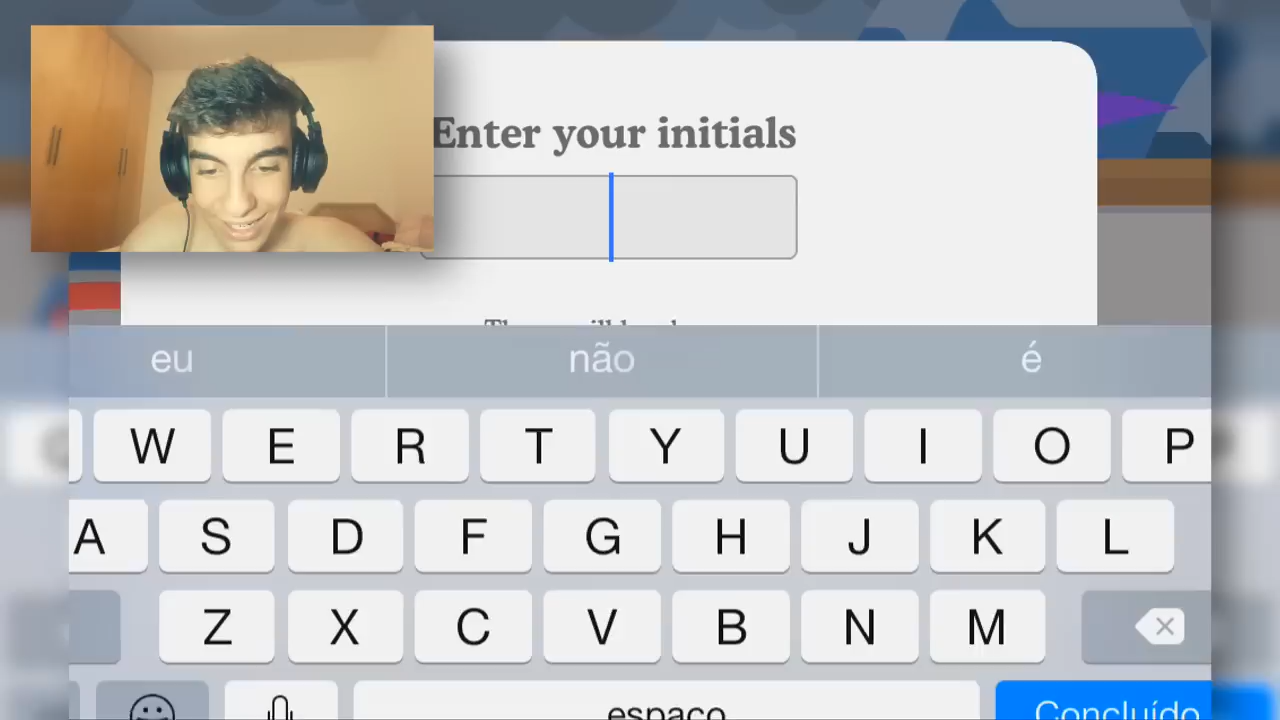 Enter your initials
eu não é
W E R T Y U I O P
A S D F G H J K L
Z X C V B N M
espaço Concluído